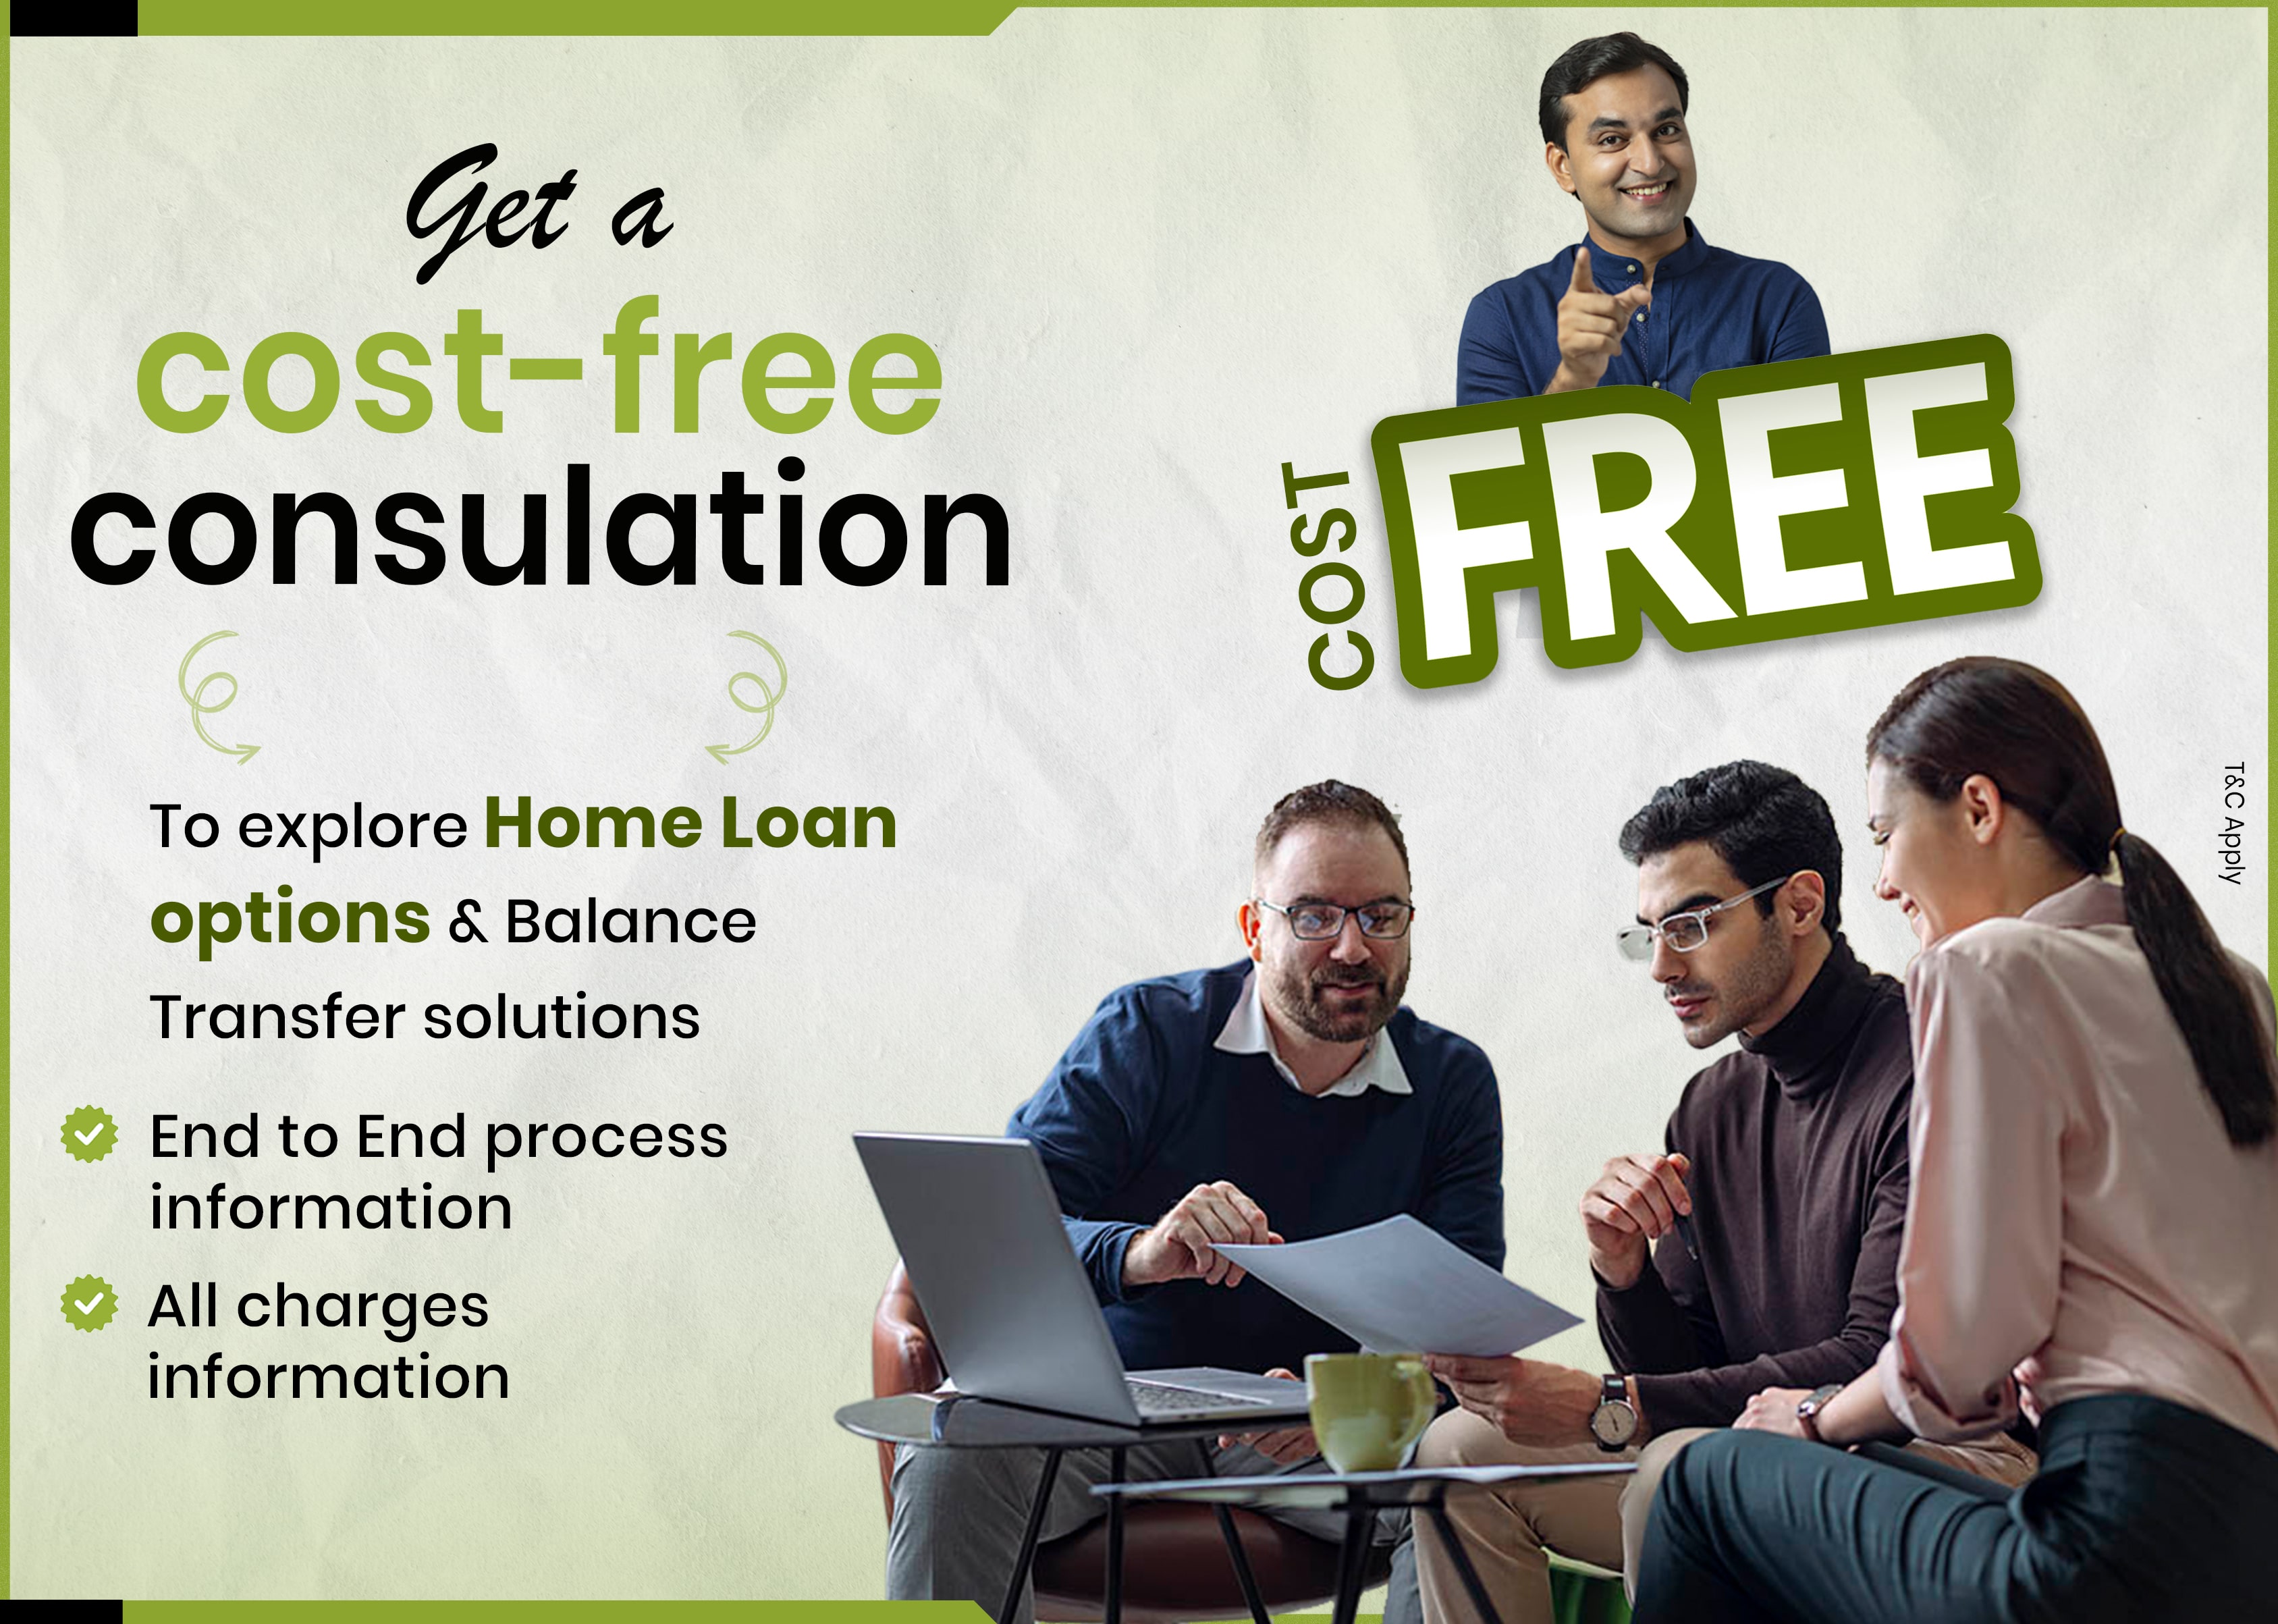 Get a
cost-free
consulation
To explore Home Loan
options & Balance
Transfer solutions
End to End process
information
All charges
information
COST
FREE
T&C Apply